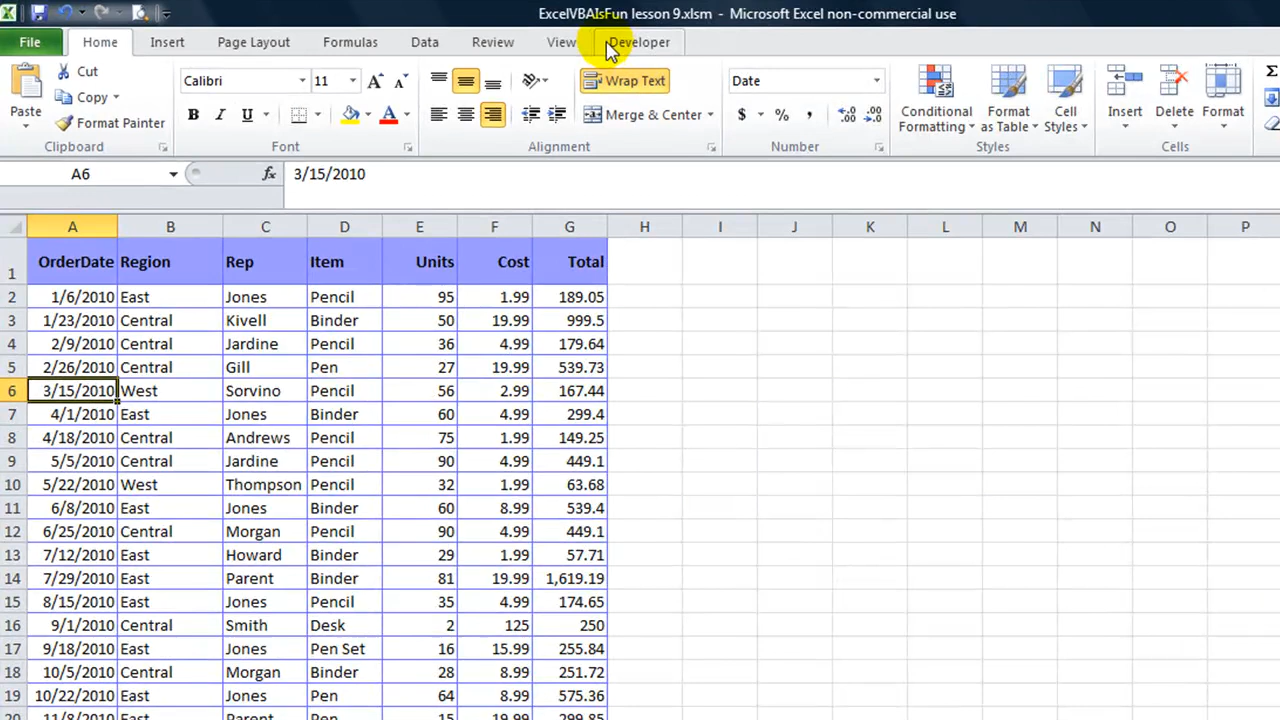 ExcelVBAIsFun lesson 9.xlsm - Microsoft Excel non-commercial use
File Home Insert Page Layout Formulas Data Review View Developer
Paste Cut Copy Format Painter
Calibri 11
B I U
Wrap Text
Merge & Center
Date
$ % ,
Conditional Formatting Format as Table Cell Styles
Insert Delete Format
Clipboard Font Alignment Number Styles Cells
A6 fx 3/15/2010
A B C D E F G H I J K L M N O P
1 OrderDate Region Rep Item Units Cost Total
2 1/6/2010 East Jones Pencil 95 1.99 189.05
3 1/23/2010 Central Kivell Binder 50 19.99 999.5
4 2/9/2010 Central Jardine Pencil 36 4.99 179.64
5 2/26/2010 Central Gill Pen 27 19.99 539.73
6 3/15/2010 West Sorvino Pencil 56 2.99 167.44
7 4/1/2010 East Jones Binder 60 4.99 299.4
8 4/18/2010 Central Andrews Pencil 75 1.99 149.25
9 5/5/2010 Central Jardine Pencil 90 4.99 449.1
10 5/22/2010 West Thompson Pencil 32 1.99 63.68
11 6/8/2010 East Jones Binder 60 8.99 539.4
12 6/25/2010 Central Morgan Pencil 90 4.99 449.1
13 7/12/2010 East Howard Binder 29 1.99 57.71
14 7/29/2010 East Parent Binder 81 19.99 1,619.19
15 8/15/2010 East Jones Pencil 35 4.99 174.65
16 9/1/2010 Central Smith Desk 2 125 250
17 9/18/2010 East Jones Pen Set 16 15.99 255.84
18 10/5/2010 Central Morgan Binder 28 8.99 251.72
19 10/22/2010 East Jones Pen 64 8.99 575.36
20 11/8/2010 East Parent Pen 15 19.99 299.85